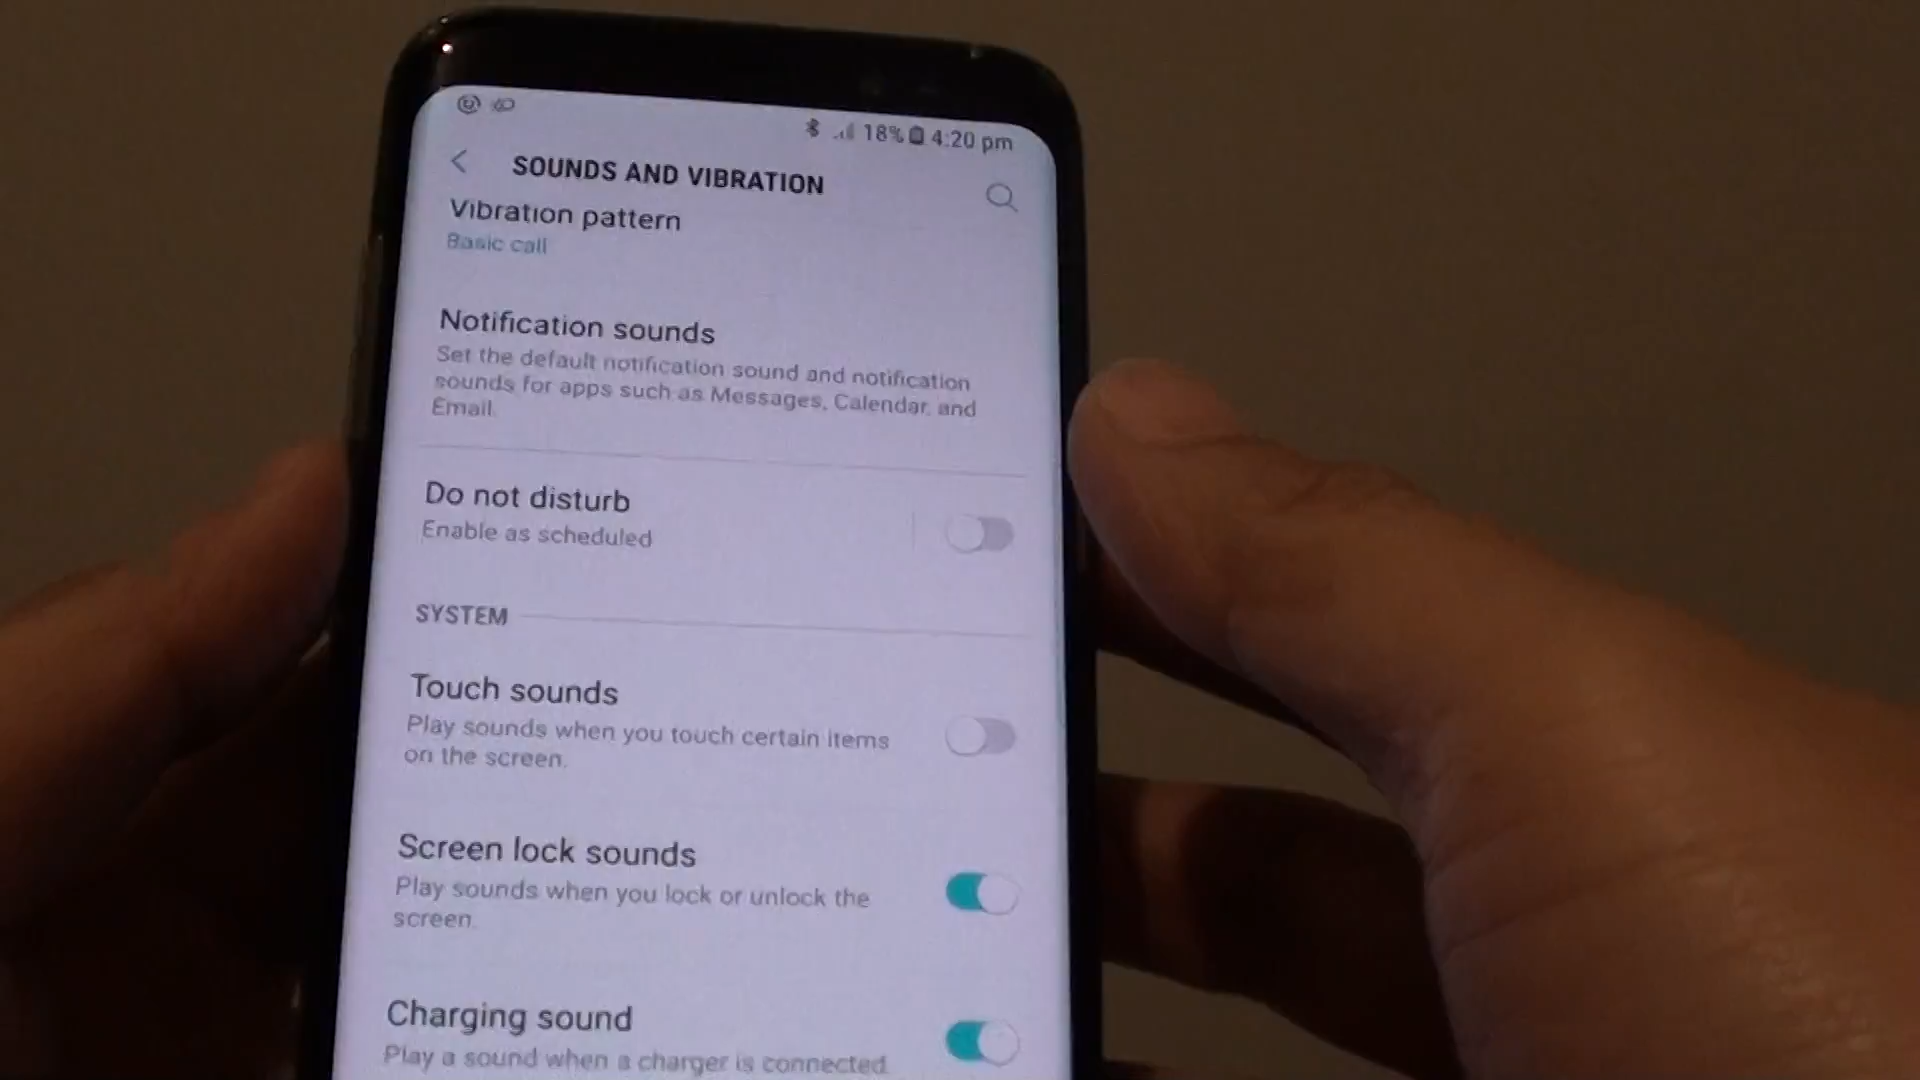 18% 4:20 pm
SOUNDS AND VIBRATION
Vibration pattern
Basic call
Notification sounds
Set the default notification sound and notification
sounds for apps such as Messages, Calendar, and
Email.
Do not disturb
Enable as scheduled
SYSTEM
Touch sounds
Play sounds when you touch certain items
on the screen.
Screen lock sounds
Play sounds when you lock or unlock the
screen.
Charging sound
Play a sound when a charger is connected.